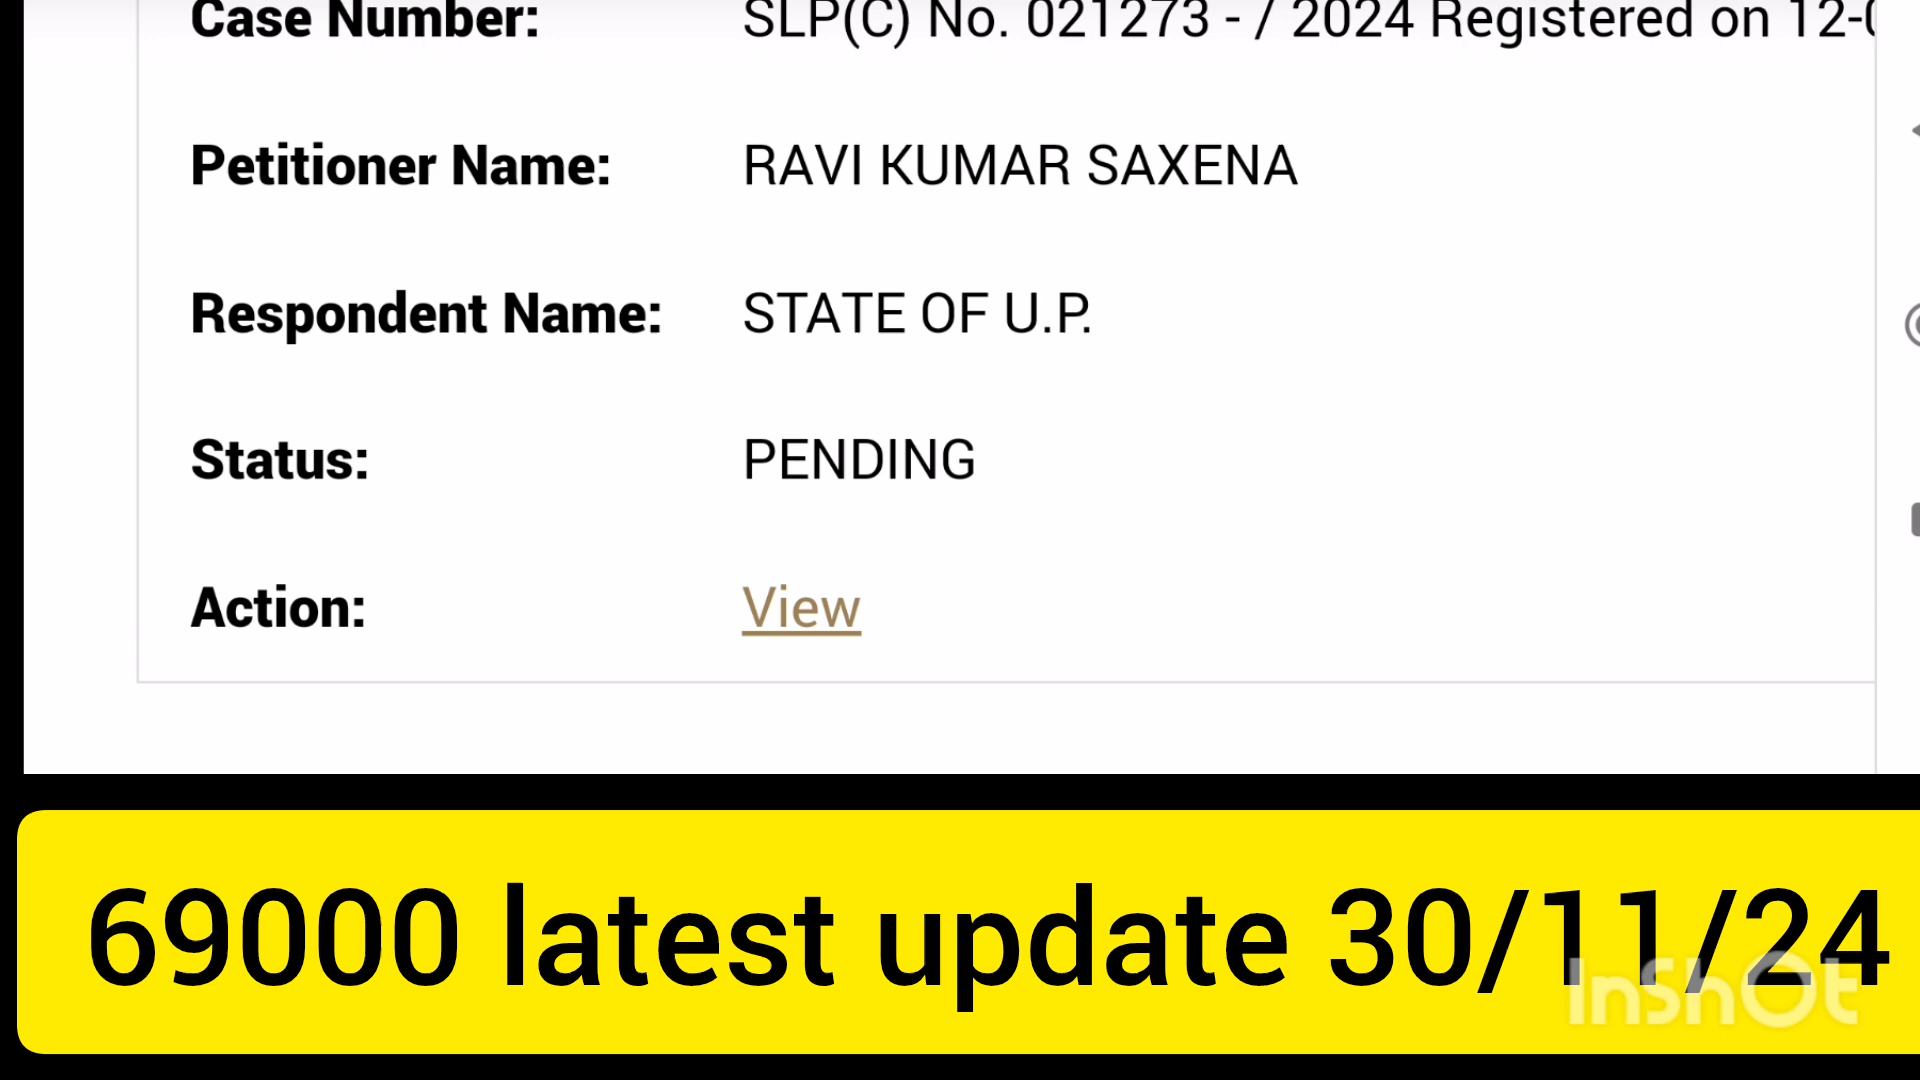 Case Number: SLP(C) No. 021273 - / 2024 Registered on 12-
Petitioner Name: RAVI KUMAR SAXENA
Respondent Name: STATE OF U.P.
Status: PENDING
Action: View
69000 latest update 30/11/24
InShOt